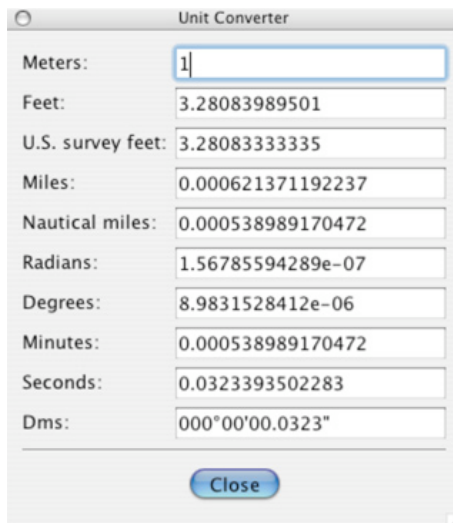 Unit Converter
Meters: 1
Feet: 3.28083989501
U.S. survey feet: 3.28083333335
Miles: 0.000621371192237
Nautical miles: 0.000538989170472
Radians: 1.56785594289e-07
Degrees: 8.9831528412e-06
Minutes: 0.000538989170472
Seconds: 0.0323393502283
Dms: 000°00'00.0323"
Close